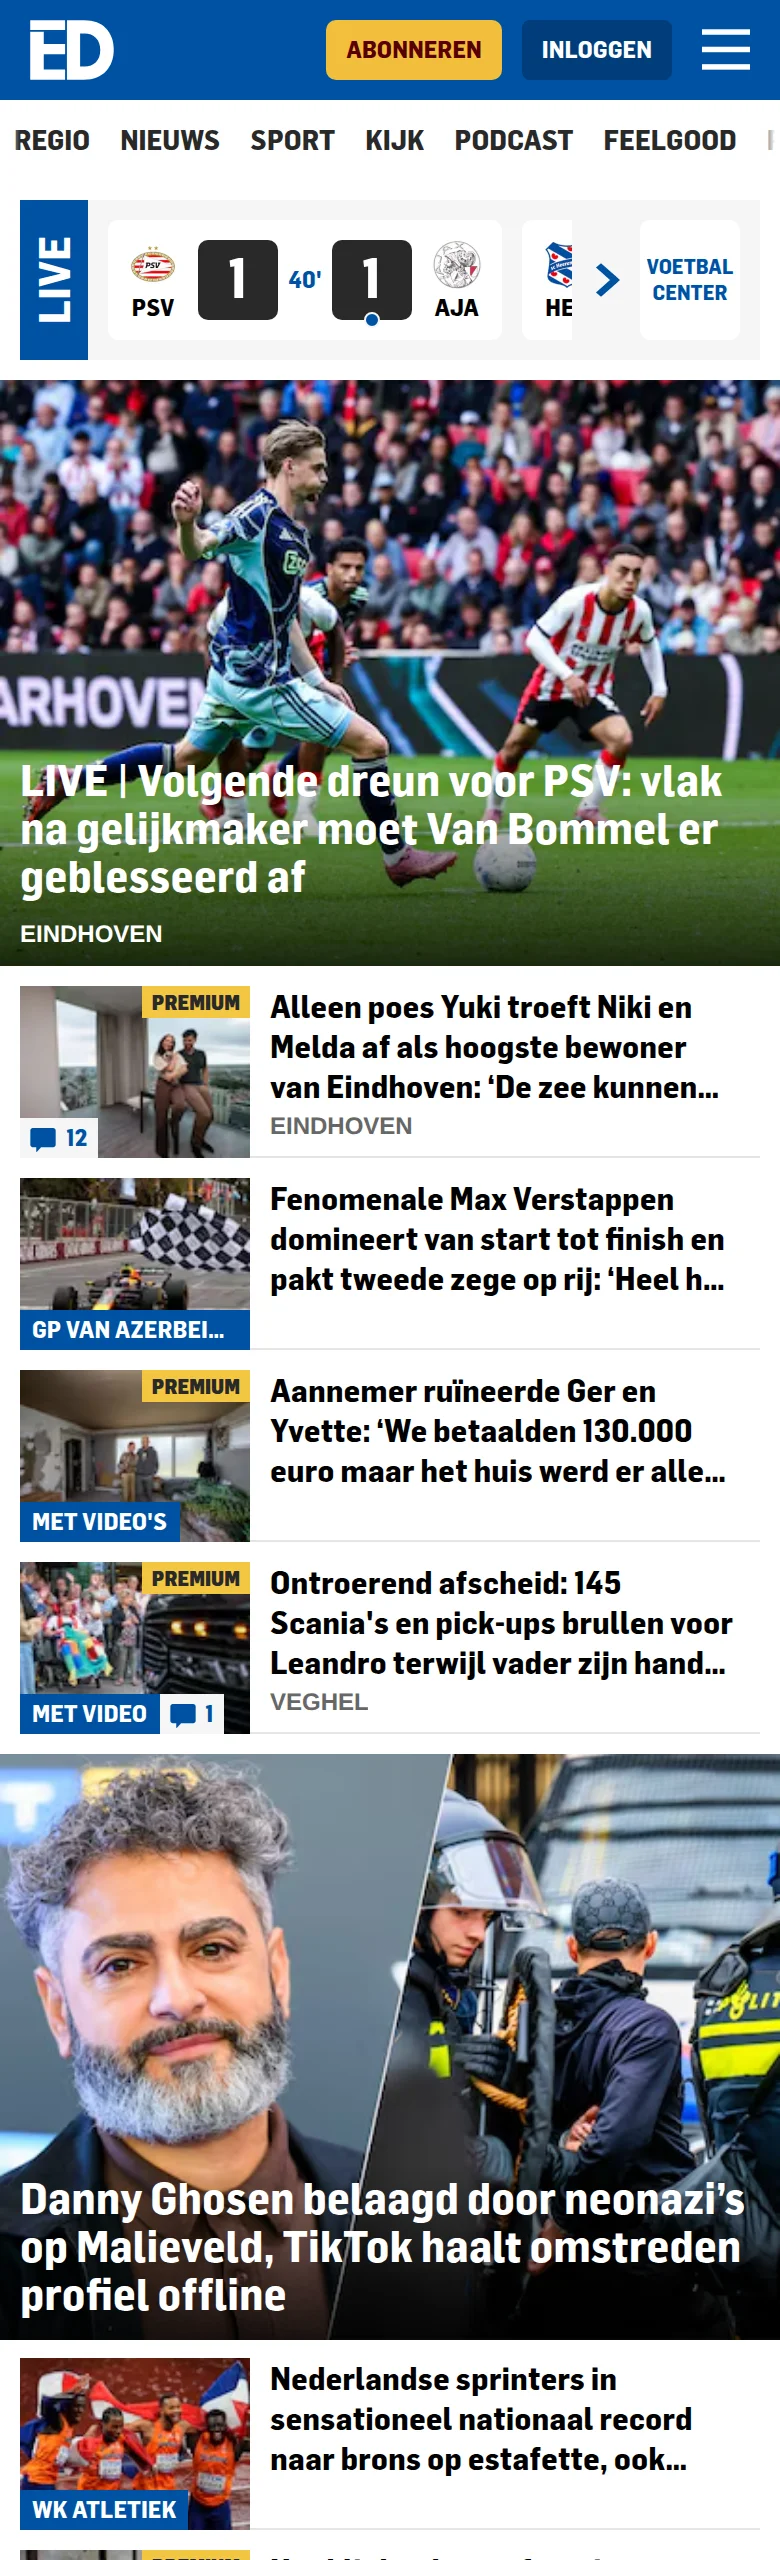 ED
ABONNEREN
INLOGGEN
REGIO NIEUWS SPORT KIJK PODCAST FEELGOOD
LIVE
PSV
1
40'
1
AJA
HE
VOETBAL
CENTER
ARHOVEN
LIVE | Volgende dreun voor PSV: vlak
na gelijkmaker moet Van Bommel er
geblesseerd af
EINDHOVEN
PREMIUM
12
Alleen poes Yuki troeft Niki en
Melda af als hoogste bewoner
van Eindhoven: ‘De zee kunnen...
EINDHOVEN
GP VAN AZERBEI...
Fenomenale Max Verstappen
domineert van start tot finish en
pakt tweede zege op rij: ‘Heel h...
PREMIUM
MET VIDEO'S
Aannemer ruïneerde Ger en
Yvette: ‘We betaalden 130.000
euro maar het huis werd er alle...
PREMIUM
MET VIDEO
1
Ontroerend afscheid: 145
Scania's en pick-ups brullen voor
Leandro terwijl vader zijn hand...
VEGHEL
Danny Ghosen belaagd door neonazi’s
op Malieveld, TikTok haalt omstreden
profiel offline
WK ATLETIEK
Nederlandse sprinters in
sensationeel nationaal record
naar brons op estafette, ook...